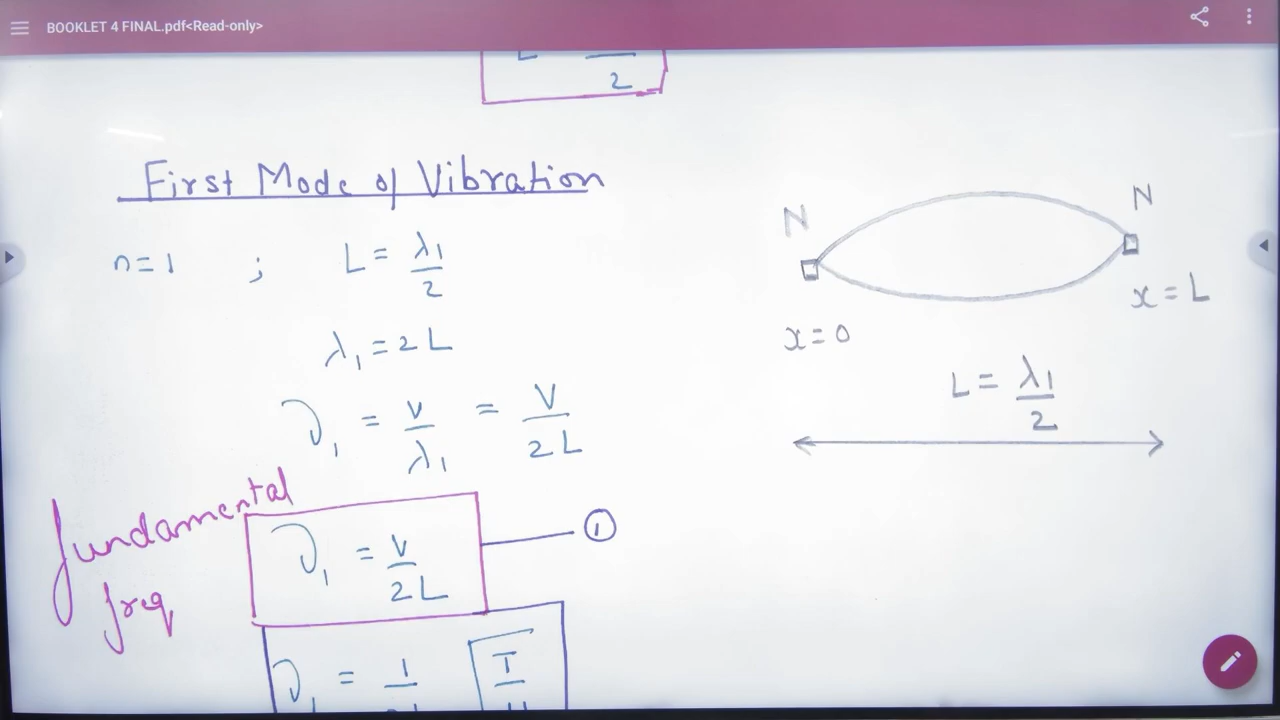 BOOKLET 4 FINAL.pdf<Read-only>
2
First Mode of Vibration
n=1 ; L = λ₁/2
λ₁ = 2L
ν₁ = v/λ₁ = V/2L
fundamental freq
ν₁ = v/2L — ①
ν₁ = 1
T
N N
x=0 x=L
L = λ₁/2